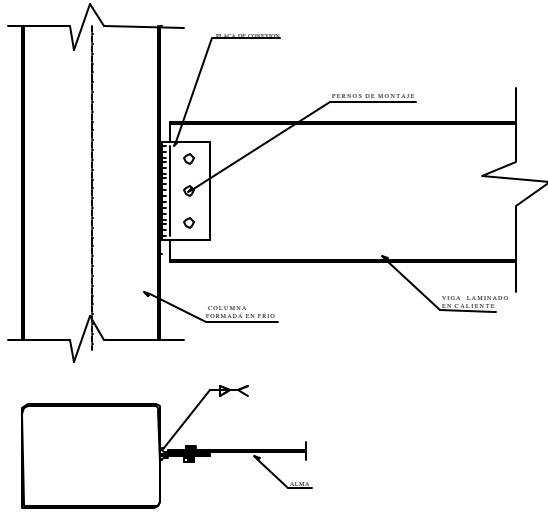 PLACA DE CONEXION
PERNOS DE MONTAJE
VIGA LAMINADO
EN CALIENTE
COLUMNA
FORMADA EN FRIO
ALMA